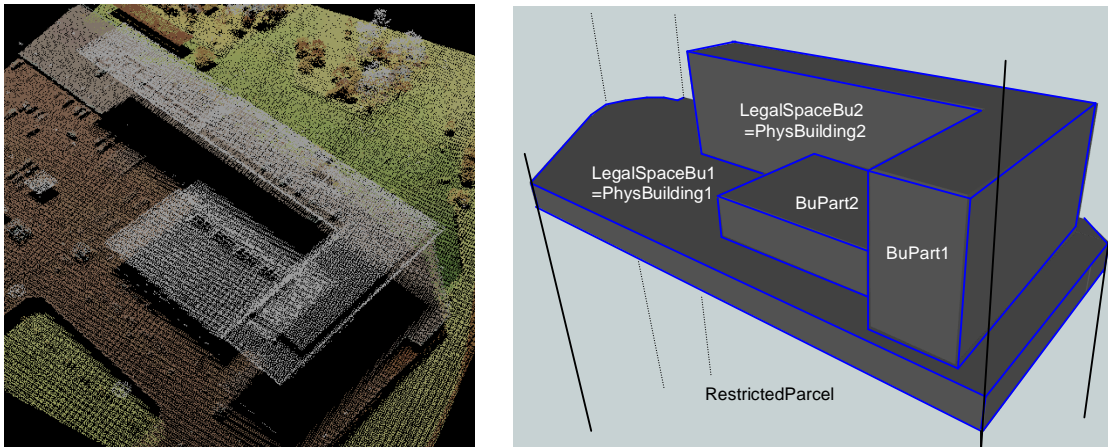 LegalSpaceBu2
=PhysBuilding2
LegalSpaceBu1
=PhysBuilding1
BuPart2
BuPart1
RestrictedParcel